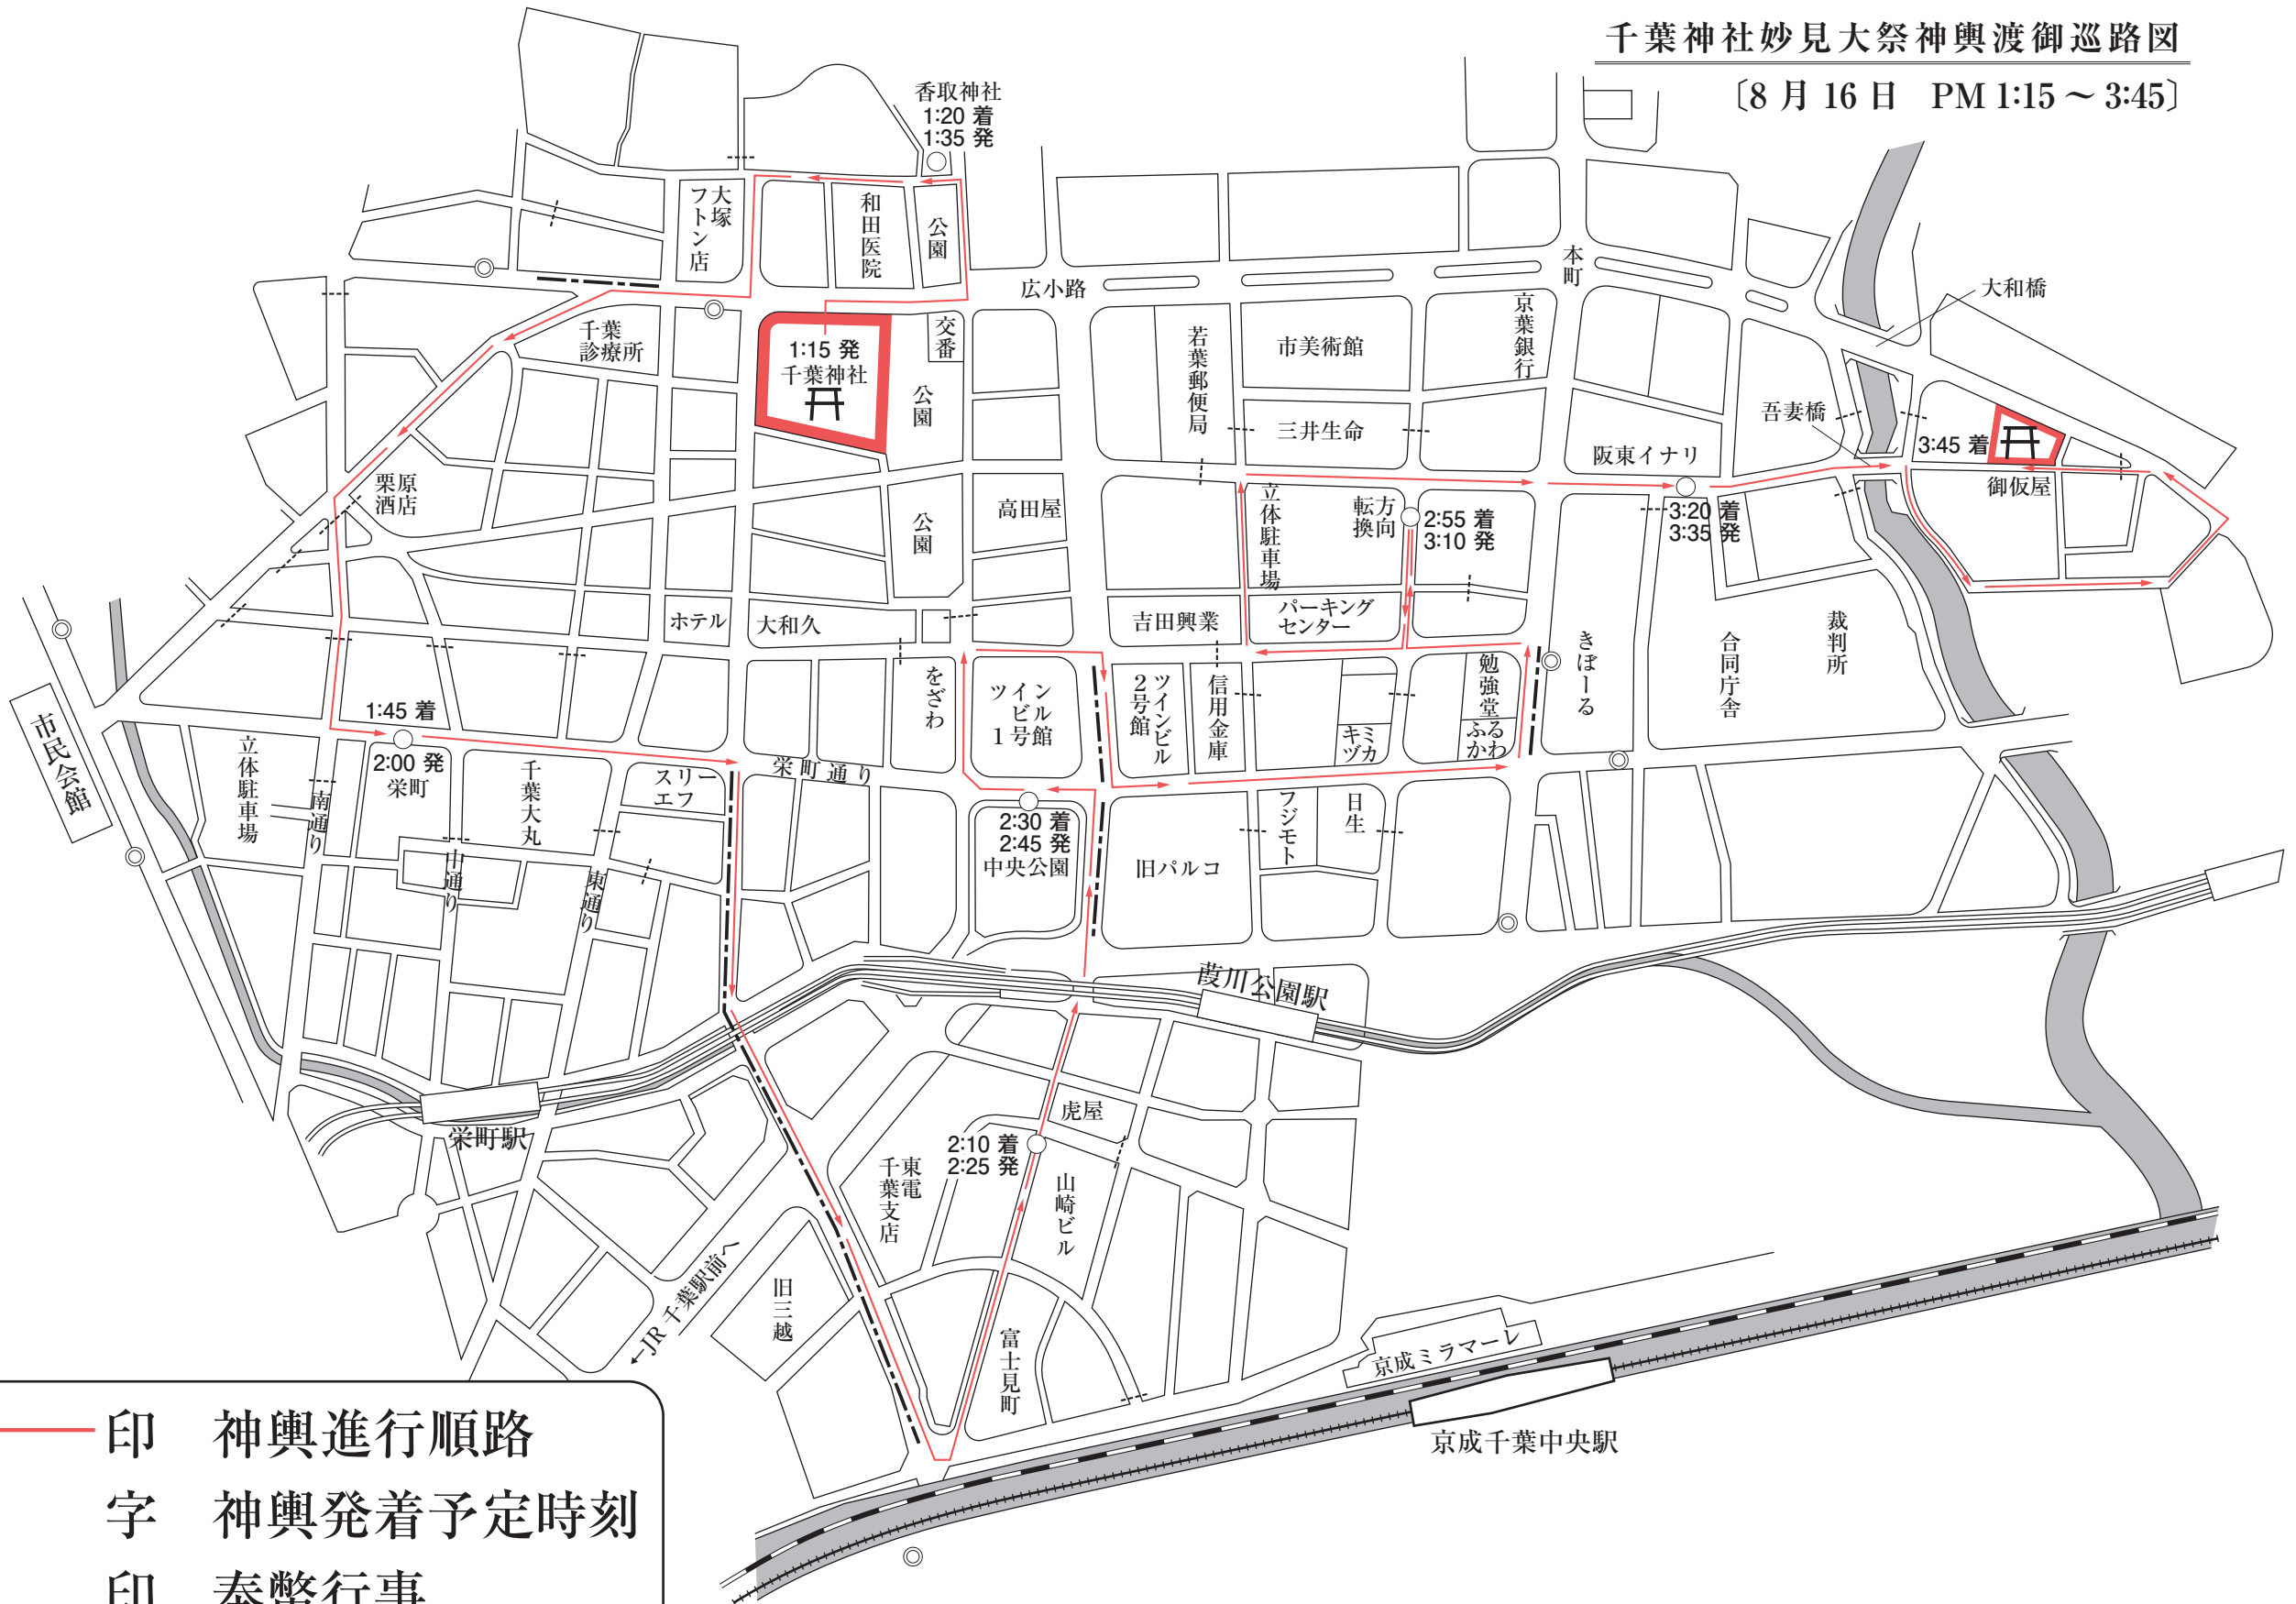 千葉神社妙見大祭神輿渡御巡路図
〔8 月 16 日　PM 1:15 ～ 3:45〕
香取神社
1:20 着
1:35 発
大塚
フトン店
和田医院
公園
広小路
本町
大和橋
千葉
診療所
1:15 発
千葉神社
交番
公園
若葉郵便局
市美術館
京葉銀行
三井生命
吾妻橋
3:45 着
御仮屋
阪東イナリ
栗原
酒店
公園
高田屋
立体駐車場
方向
転換
2:55 着
3:10 発
3:20 着
3:35 発
ホテル
大和久
吉田興業
パーキング
センター
きぼーる
合同庁舎
裁判所
市民会館
1:45 着
2:00 発
栄町
をざわ
ツイン
ビル
1 号館
ツインビル
2号館
信用金庫
キミ
ヅカ
勉強堂
ふる
かわ
立体駐車場
南通り
千葉大丸
スリー
エフ
栄町通り
中通り
東通り
2:30 着
2:45 発
中央公園
旧パルコ
フジモト
日生
葭川公園駅
栄町駅
虎屋
2:10 着
2:25 発
東電
千葉支店
山崎ビル
←JR 千葉駅前へ
旧三越
富士見町
京成ミラマーレ
京成千葉中央駅
印　神輿進行順路
字　神輿発着予定時刻
印　奉幣行事